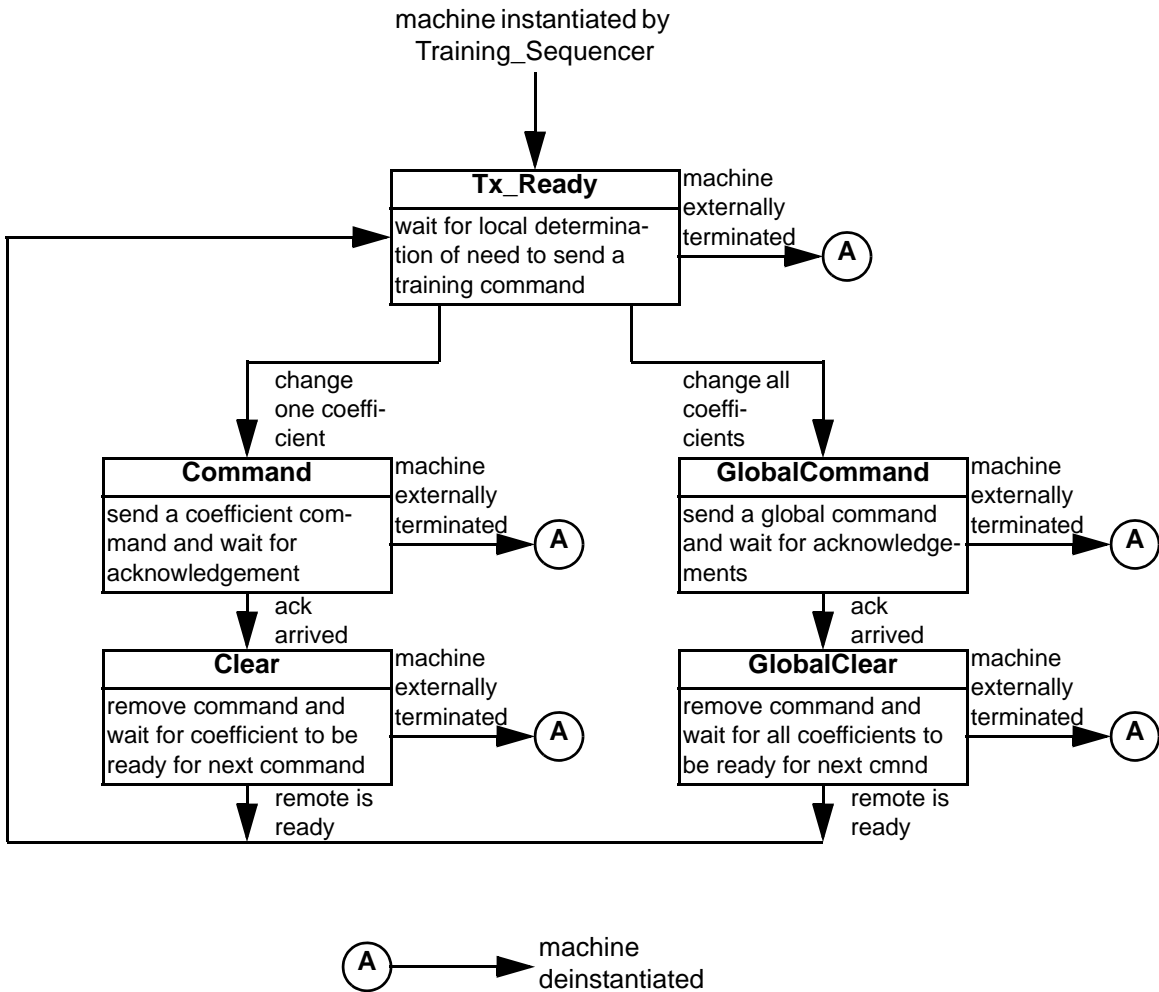 machine instantiated by
Training_Sequencer
Tx_Ready
wait for local determina-
tion of need to send a
training command
machine
externally
terminated
A
change
one coeffi-
cient
change all
coeffi-
cients
Command
send a coefficient com-
mand and wait for
acknowledgement
machine
externally
terminated
A
GlobalCommand
send a global command
and wait for acknowledge-
ments
machine
externally
terminated
A
ack
arrived
ack
arrived
Clear
remove command and
wait for coefficient to be
ready for next command
machine
externally
terminated
A
GlobalClear
remove command and
wait for all coefficients to
be ready for next cmnd
machine
externally
terminated
A
remote is
ready
remote is
ready
A
machine
deinstantiated